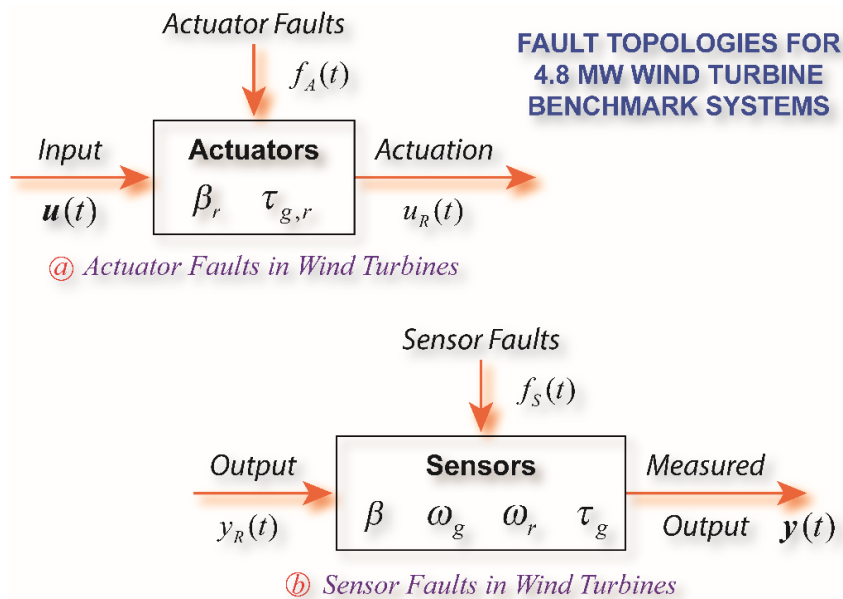 Actuator Faults
f_A(t)
FAULT TOPOLOGIES FOR
4.8 MW WIND TURBINE
BENCHMARK SYSTEMS
Input
u(t)
Actuators
β_r τ_{g,r}
Actuation
u_R(t)
a Actuator Faults in Wind Turbines
Sensor Faults
f_S(t)
Output
y_R(t)
Sensors
β ω_g ω_r τ_g
Measured
Output y(t)
b Sensor Faults in Wind Turbines